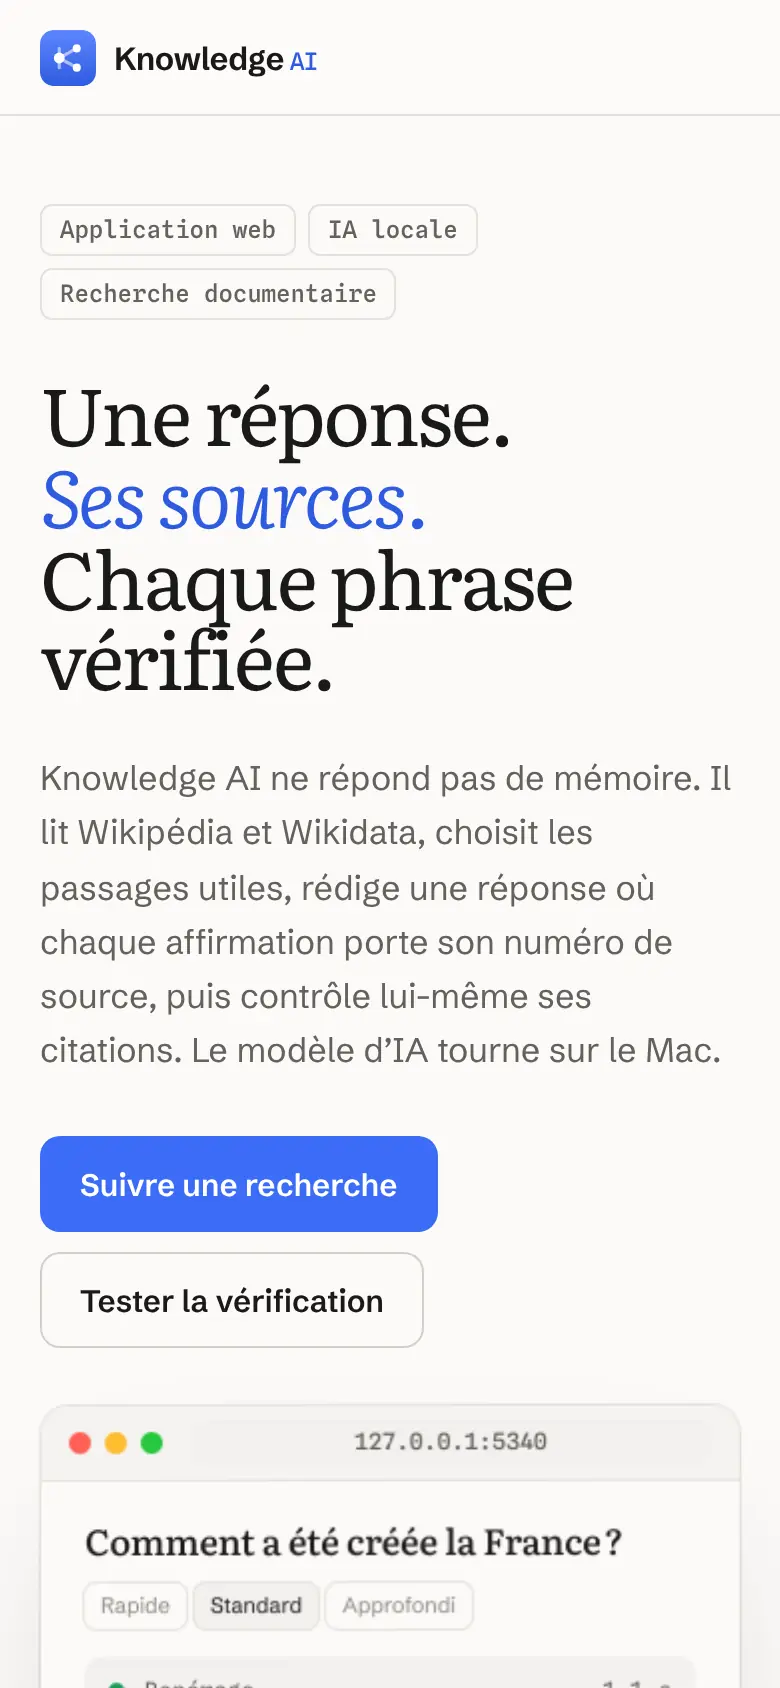 Knowledge AI
Application web
IA locale
Recherche documentaire
Une réponse.
Ses sources.
Chaque phrase
vérifiée.
Knowledge AI ne répond pas de mémoire. Il
lit Wikipédia et Wikidata, choisit les
passages utiles, rédige une réponse où
chaque affirmation porte son numéro de
source, puis contrôle lui-même ses
citations. Le modèle d’IA tourne sur le Mac.
Suivre une recherche
Tester la vérification
127.0.0.1:5340
Comment a été créée la France ?
Rapide
Standard
Approfondi